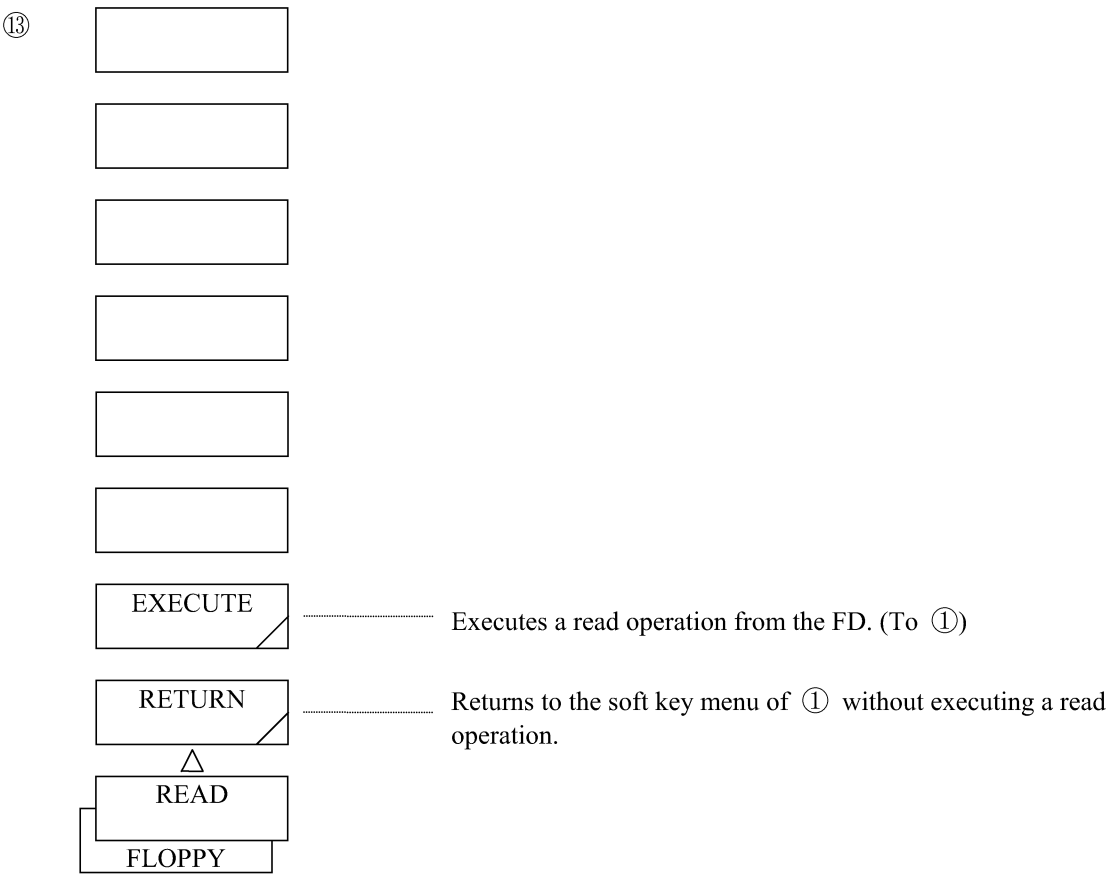 ⑬
EXECUTE
Executes a read operation from the FD. (To ①)
RETURN
Returns to the soft key menu of ① without executing a read
operation.
READ
FLOPPY